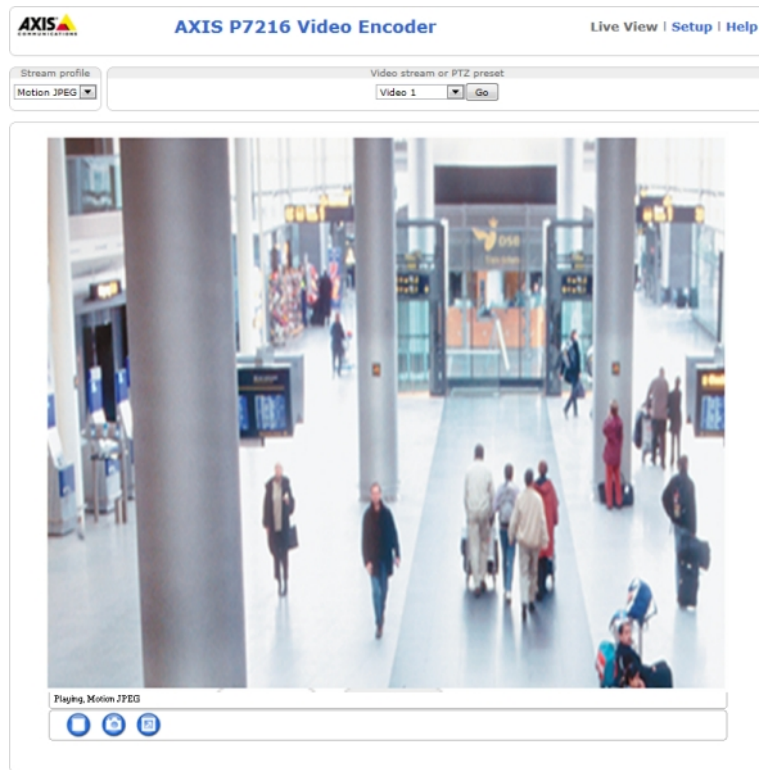 AXIS
COMMUNICATIONS
AXIS P7216 Video Encoder
Live View | Setup | Help
Stream profile
Motion JPEG
Video stream or PTZ preset
Video 1
Go
DSB
Playing, Motion JPEG